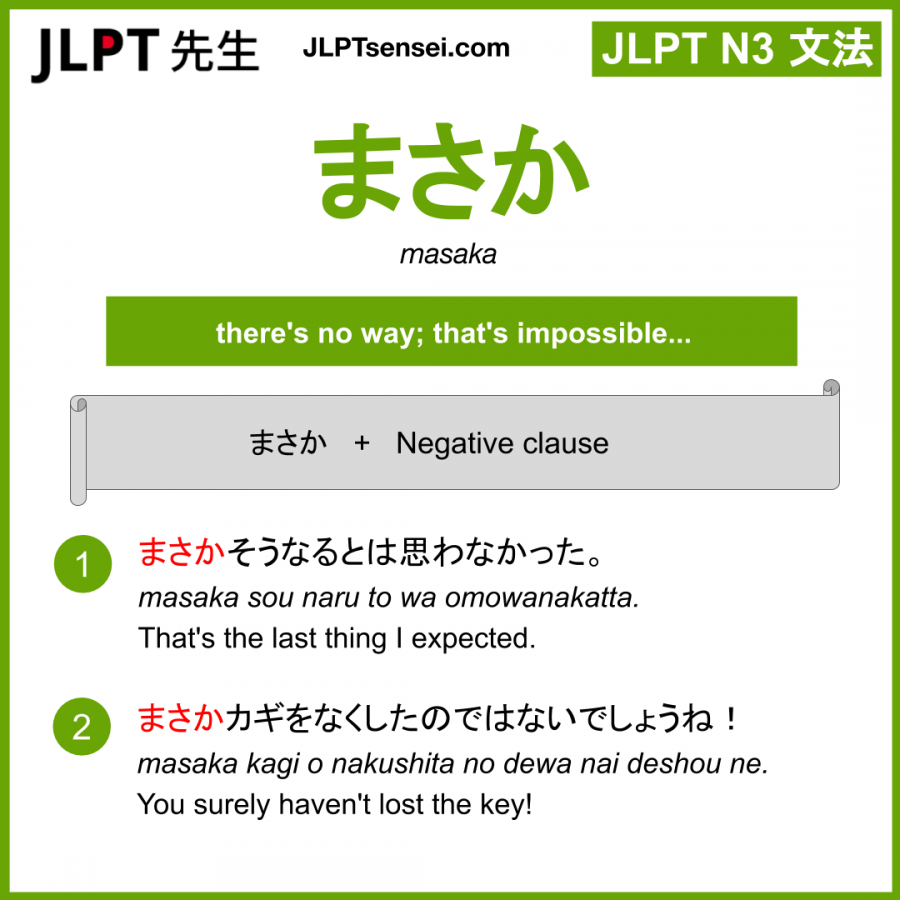 JLPT 先生
JLPTsensei.com
JLPT N3 文法
まさか
masaka
there's no way; that's impossible...
まさか + Negative clause
1
まさかそうなるとは思わなかった。
masaka sou naru to wa omowanakatta.
That's the last thing I expected.
2
まさかカギをなくしたのではないでしょうね！
masaka kagi o nakushita no dewa nai deshou ne.
You surely haven't lost the key!